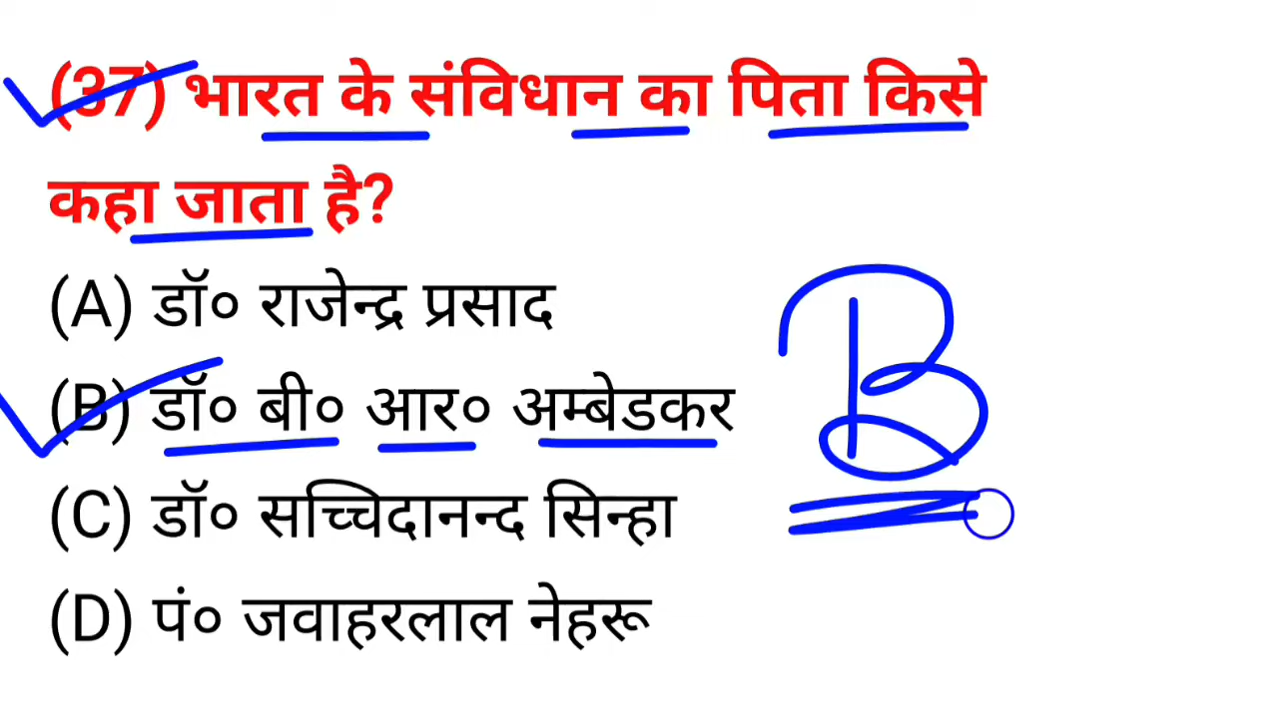 (37) भारत के संविधान का पिता किसे
कहा जाता है?
(A) डॉ० राजेन्द्र प्रसाद
(B) डॉ० बी० आर० अम्बेडकर
B
(C) डॉ० सच्चिदानन्द सिन्हा
(D) पं० जवाहरलाल नेहरू